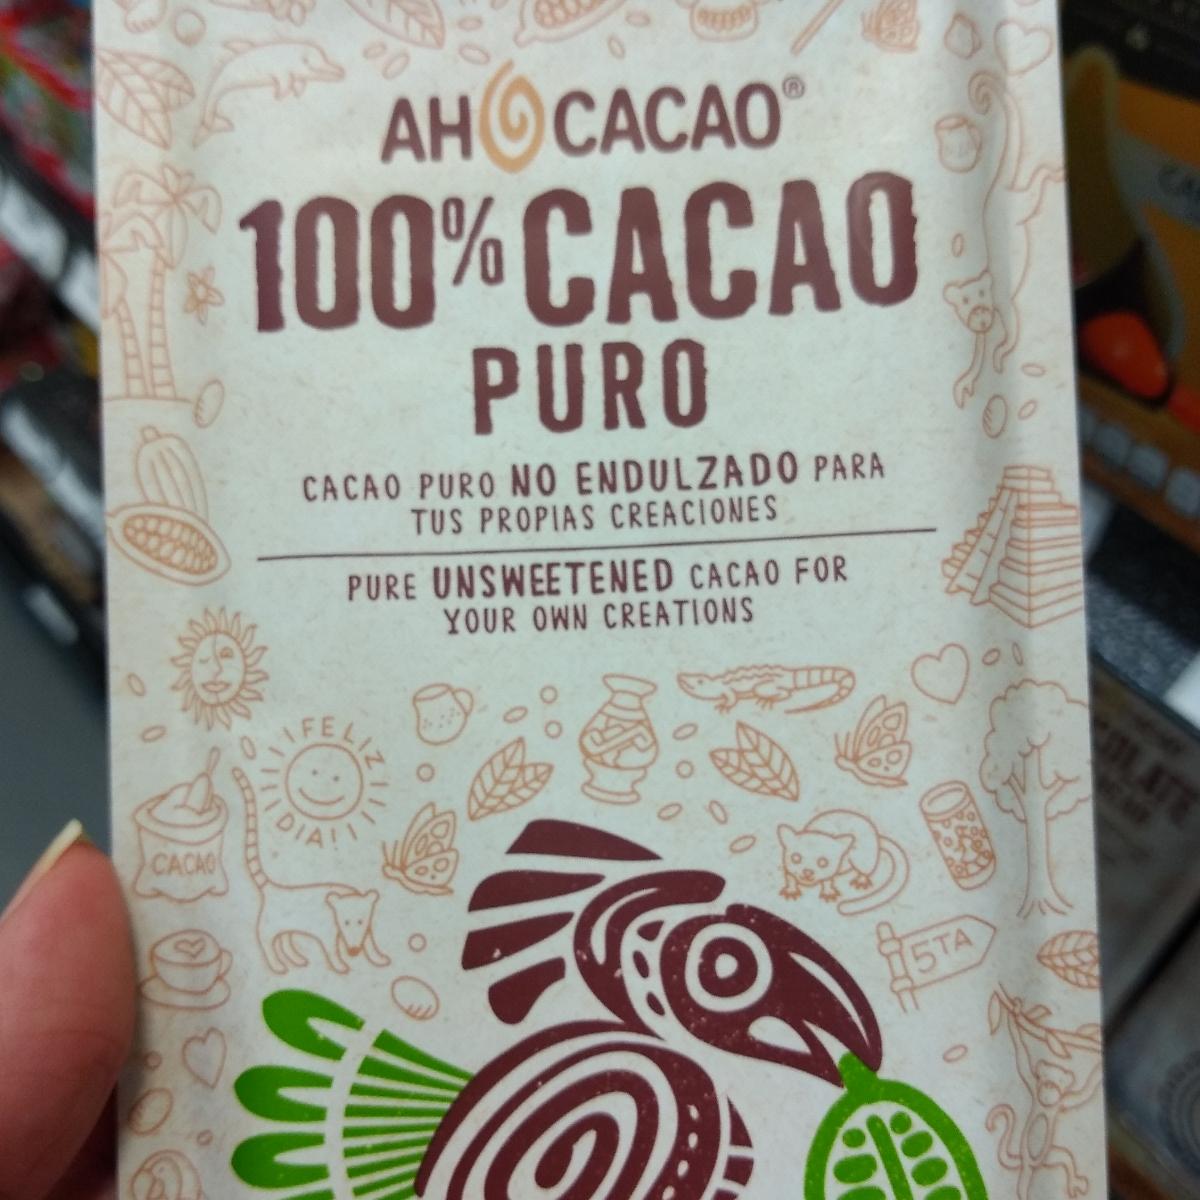 AH CACAO®
100% CACAO
PURO
CACAO PURO NO ENDULZADO PARA
TUS PROPIAS CREACIONES
PURE UNSWEETENED CACAO FOR
YOUR OWN CREATIONS
¡¡¡FELIZ
DIA!!
CACAO
5TA